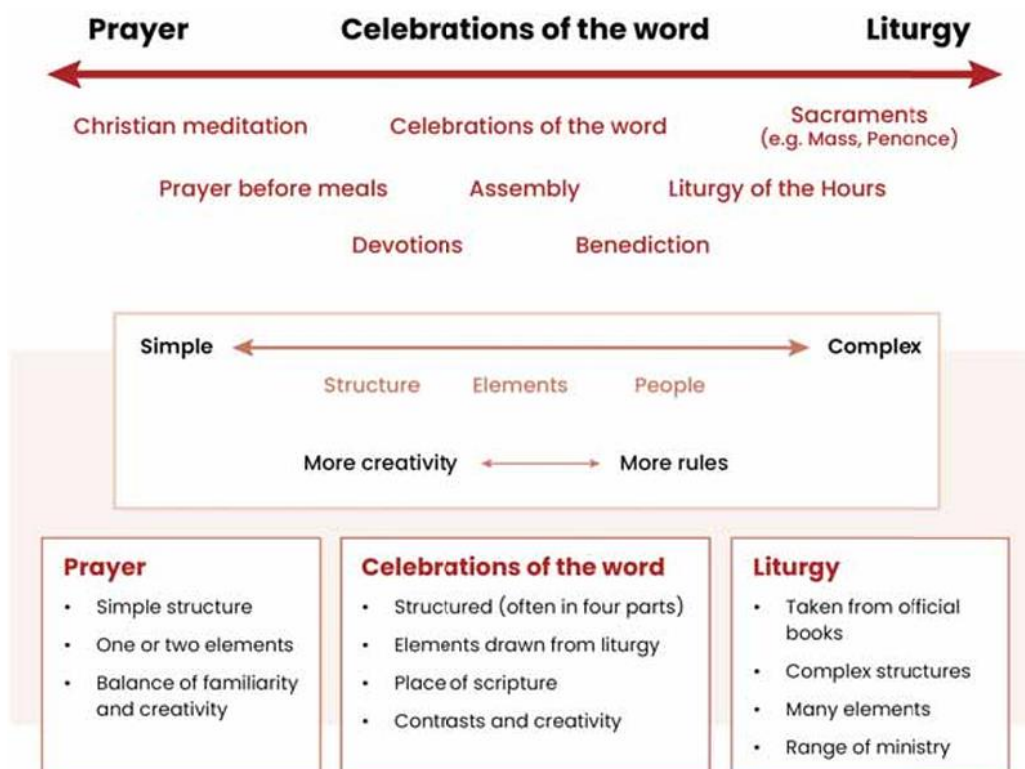 Prayer Celebrations of the word Liturgy
Christian meditation Celebrations of the word Sacraments
(e.g. Mass, Penance)
Prayer before meals Assembly Liturgy of the Hours
Devotions Benediction
Simple Complex
Structure Elements People
More creativity More rules
Prayer
• Simple structure
• One or two elements
• Balance of familiarity
and creativity
Celebrations of the word
• Structured (often in four parts)
• Elements drawn from liturgy
• Place of scripture
• Contrasts and creativity
Liturgy
• Taken from official
books
• Complex structures
• Many elements
• Range of ministry